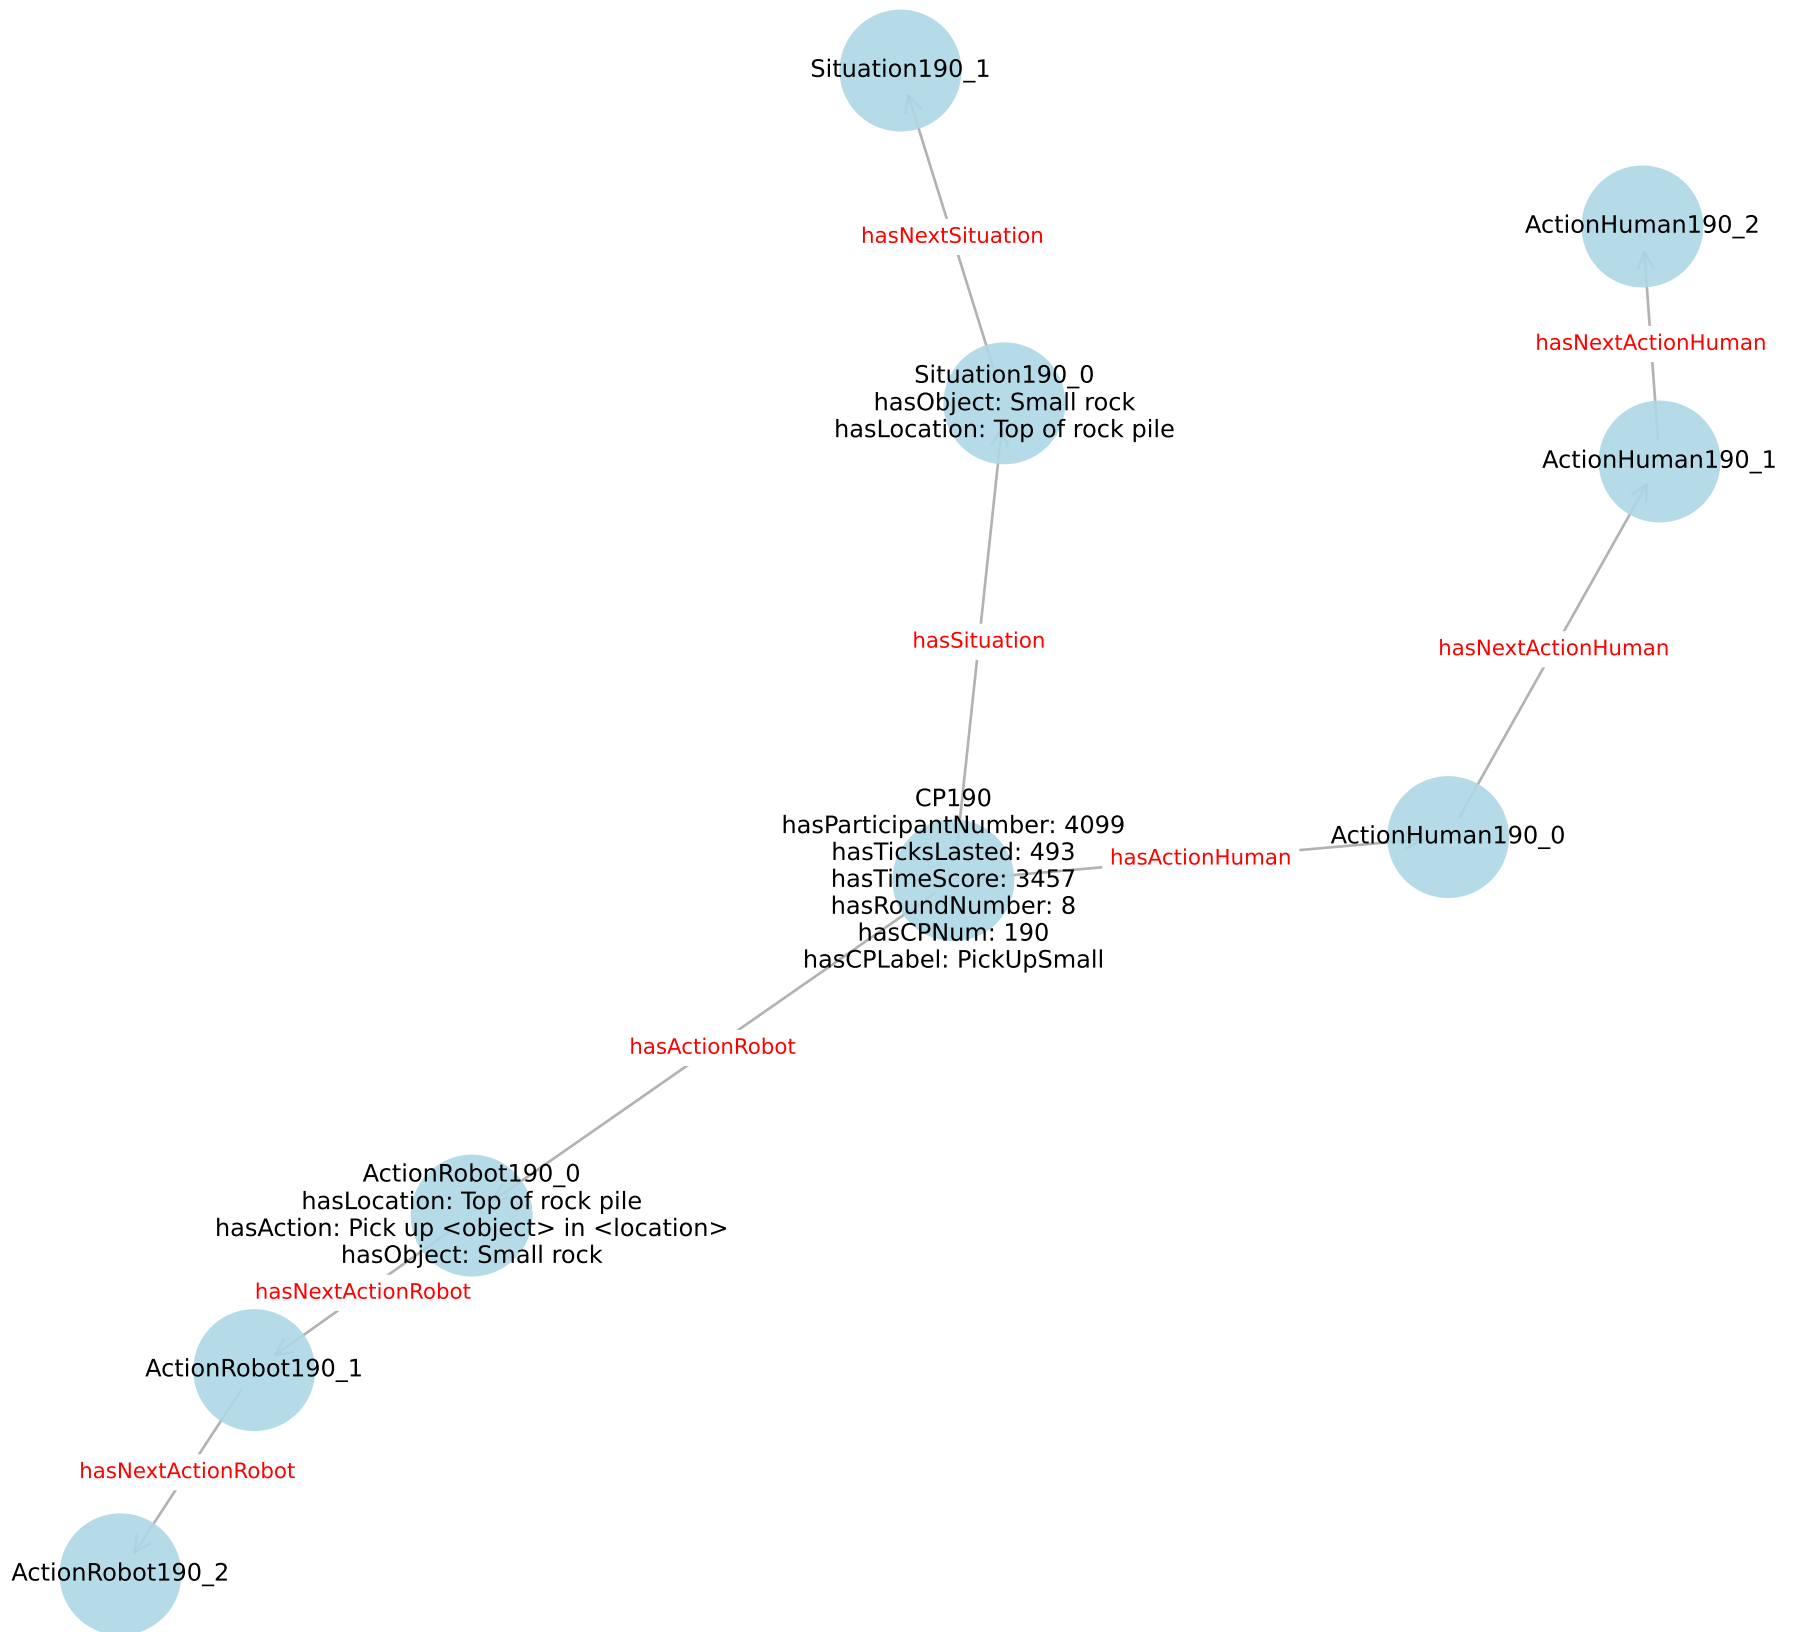 Situation190_1
ActionHuman190_2
hasNextSituation
hasNextActionHuman
Situation190_0
hasObject: Small rock
hasLocation: Top of rock pile
ActionHuman190_1
hasSituation
hasNextActionHuman
CP190
hasParticipantNumber: 4099
hasTicksLasted: 493
hasTimeScore: 3457
hasRoundNumber: 8
hasCPNum: 190
hasCPLabel: PickUpSmall
hasActionHuman
ActionHuman190_0
hasActionRobot
ActionRobot190_0
hasLocation: Top of rock pile
hasAction: Pick up <object> in <location>
hasObject: Small rock
hasNextActionRobot
ActionRobot190_1
hasNextActionRobot
ActionRobot190_2